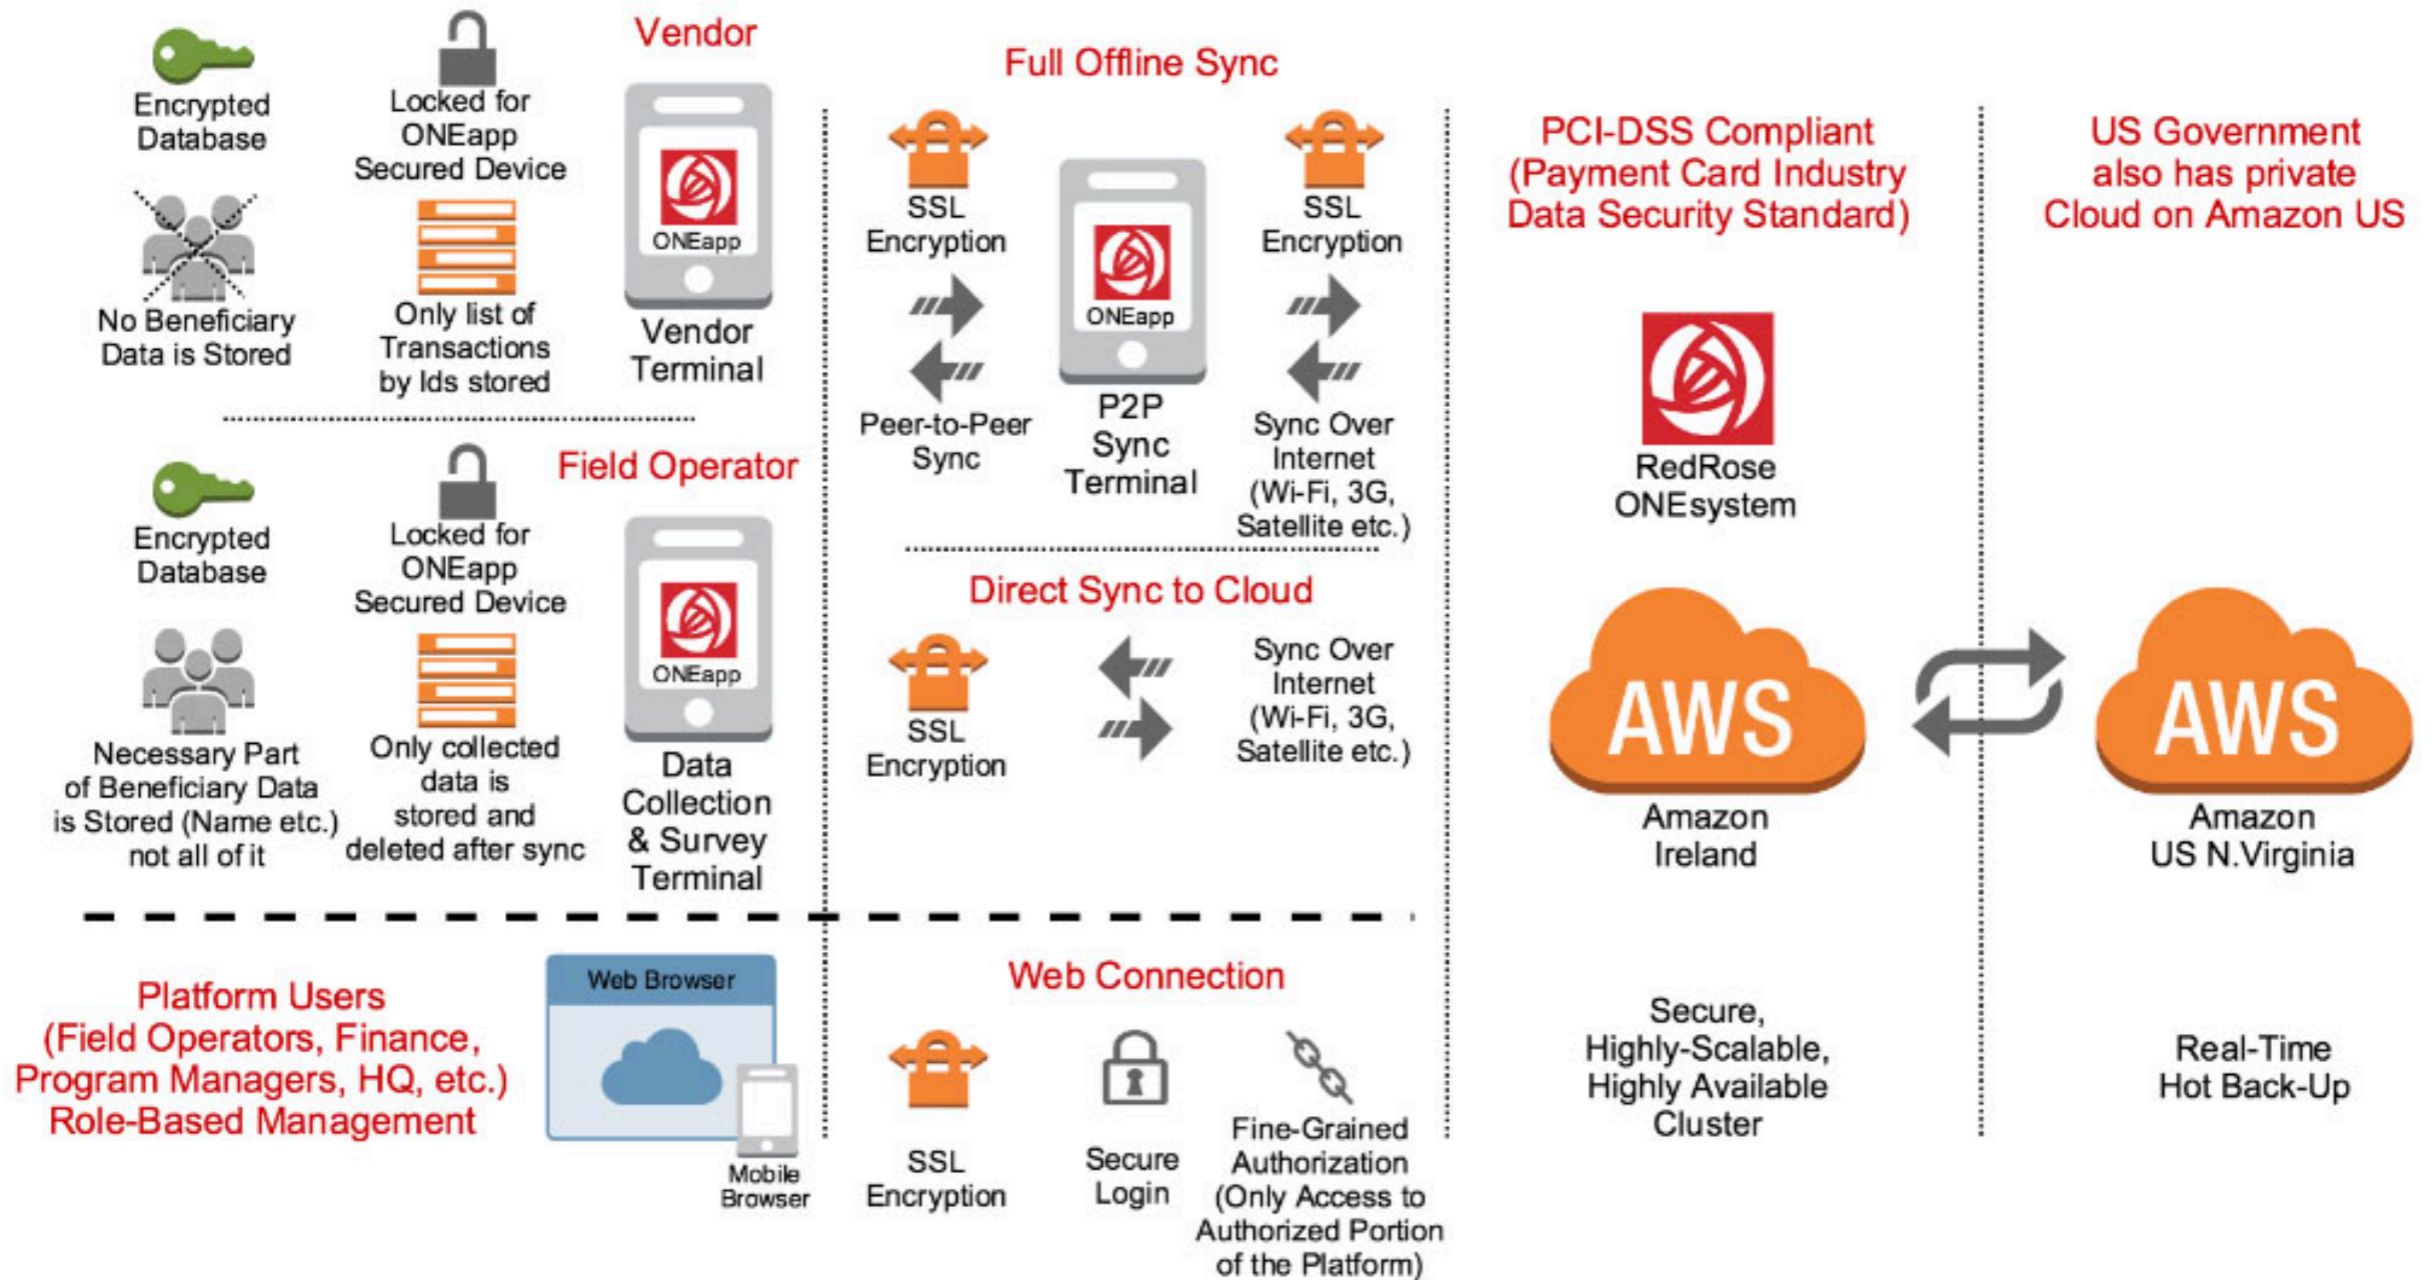 Vendor
Encrypted
Database
Locked for
ONEapp
Secured Device
No Beneficiary
Data is Stored
Only list of
Transactions
by Ids stored
ONEapp
Vendor
Terminal
Field Operator
Encrypted
Database
Locked for
ONEapp
Secured Device
Necessary Part
of Beneficiary Data
is Stored (Name etc.)
not all of it
Only collected
data is
stored and
deleted after sync
ONEapp
Data
Collection
& Survey
Terminal
Full Offline Sync
SSL
Encryption
Peer-to-Peer
Sync
ONEapp
P2P
Sync
Terminal
SSL
Encryption
Sync Over
Internet
(Wi-Fi, 3G,
Satellite etc.)
Direct Sync to Cloud
SSL
Encryption
Sync Over
Internet
(Wi-Fi, 3G,
Satellite etc.)
PCI-DSS Compliant
(Payment Card Industry
Data Security Standard)
RedRose
ONEsystem
AWS
Amazon
Ireland
Secure,
Highly-Scalable,
Highly Available
Cluster
US Government
also has private
Cloud on Amazon US
AWS
Amazon
US N.Virginia
Real-Time
Hot Back-Up
Platform Users
(Field Operators, Finance,
Program Managers, HQ, etc.)
Role-Based Management
Web Browser
Mobile
Browser
Web Connection
SSL
Encryption
Secure
Login
Fine-Grained
Authorization
(Only Access to
Authorized Portion
of the Platform)